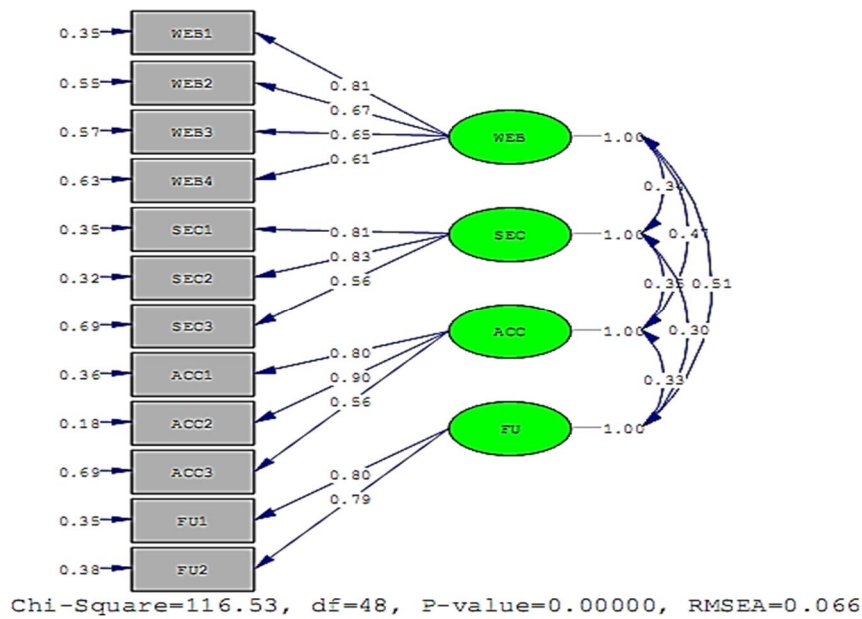 0.35 WEB1
0.55 WEB2
0.57 WEB3
0.63 WEB4
0.35 SEC1
0.32 SEC2
0.69 SEC3
0.36 ACC1
0.18 ACC2
0.69 ACC3
0.35 FU1
0.38 FU2
0.81
0.67
0.65
0.61
0.81
0.83
0.56
0.80
0.90
0.56
0.80
0.79
WEB 1.00
SEC 1.00
ACC 1.00
FU 1.00
0.34
0.47
0.51
0.35
0.30
0.33
Chi-Square=116.53, df=48, P-value=0.00000, RMSEA=0.066